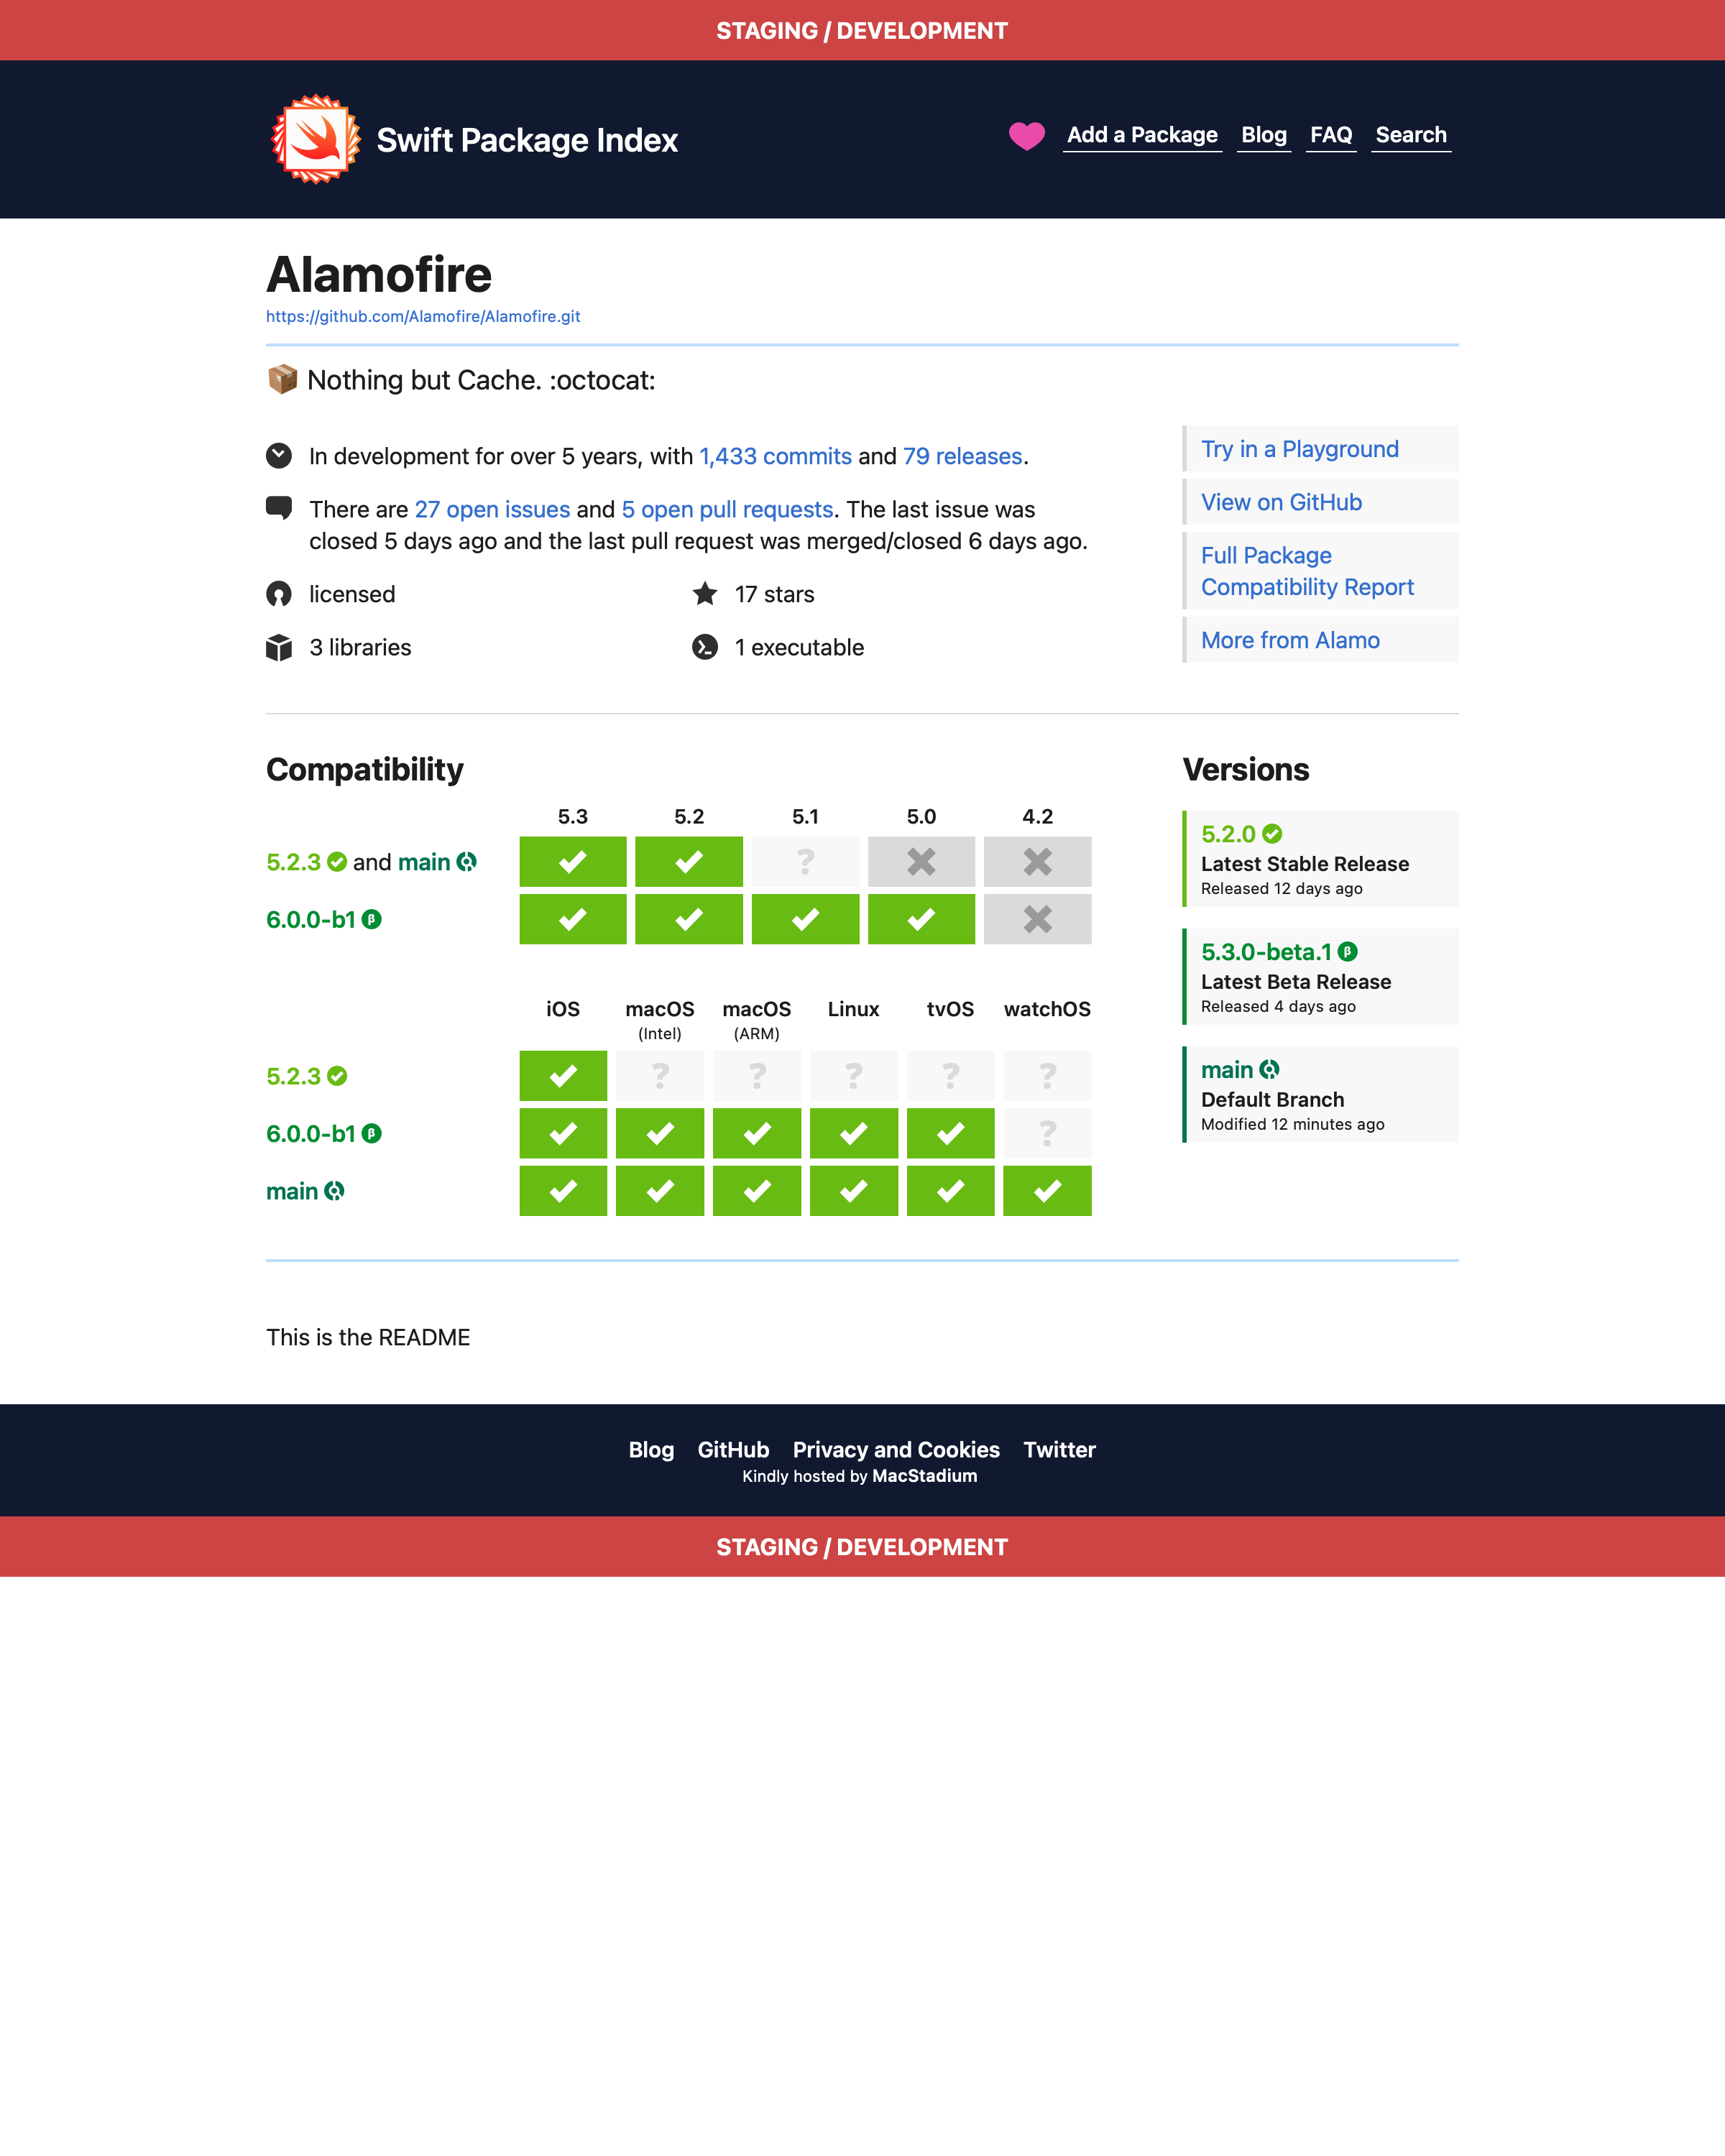 STAGING / DEVELOPMENT
Swift Package Index
Add a Package Blog FAQ Search
Alamofire
https://github.com/Alamofire/Alamofire.git
📦 Nothing but Cache. :octocat:
In development for over 5 years, with 1,433 commits and 79 releases.
There are 27 open issues and 5 open pull requests. The last issue was
closed 5 days ago and the last pull request was merged/closed 6 days ago.
licensed
17 stars
3 libraries
1 executable
Try in a Playground
View on GitHub
Full Package
Compatibility Report
More from Alamo
Compatibility
5.3 5.2 5.1 5.0 4.2
5.2.3 and main ?
6.0.0-b1 β
iOS macOS macOS Linux tvOS watchOS
(Intel) (ARM)
5.2.3 ? ? ? ? ?
6.0.0-b1 β ?
main
Versions
5.2.0
Latest Stable Release
Released 12 days ago
5.3.0-beta.1 β
Latest Beta Release
Released 4 days ago
main
Default Branch
Modified 12 minutes ago
This is the README
Blog GitHub Privacy and Cookies Twitter
Kindly hosted by MacStadium
STAGING / DEVELOPMENT